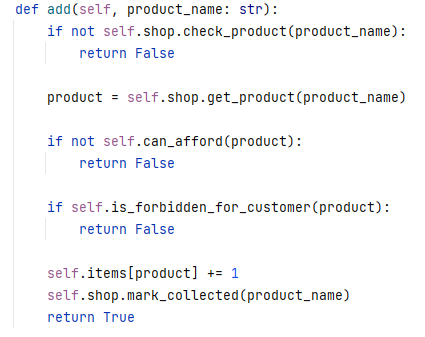 def add(self, product_name: str):
    if not self.shop.check_product(product_name):
        return False

    product = self.shop.get_product(product_name)

    if not self.can_afford(product):
        return False

    if self.is_forbidden_for_customer(product):
        return False

    self.items[product] += 1
    self.shop.mark_collected(product_name)
    return True